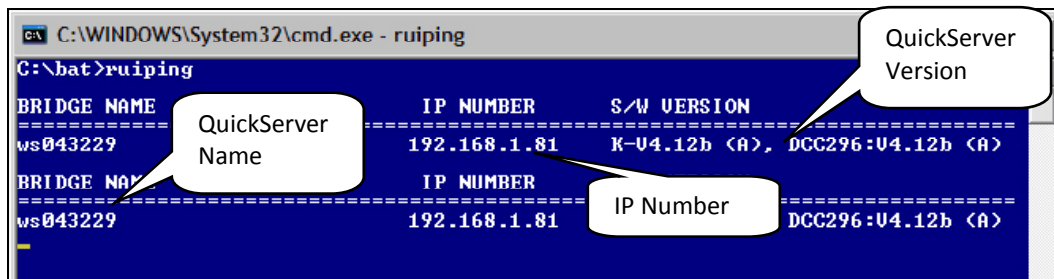 C:\WINDOWS\System32\cmd.exe - ruiping
C:\bat>ruiping
BRIDGE NAME IP NUMBER S/W VERSION
ws043229 192.168.1.81 K-V4.12b (A), DCC296:V4.12b (A)
BRIDGE IP NUMBER
ws043229 192.168.1.81 DCC296:V4.12b (A)
QuickServer
Version
QuickServer
Name
IP Number